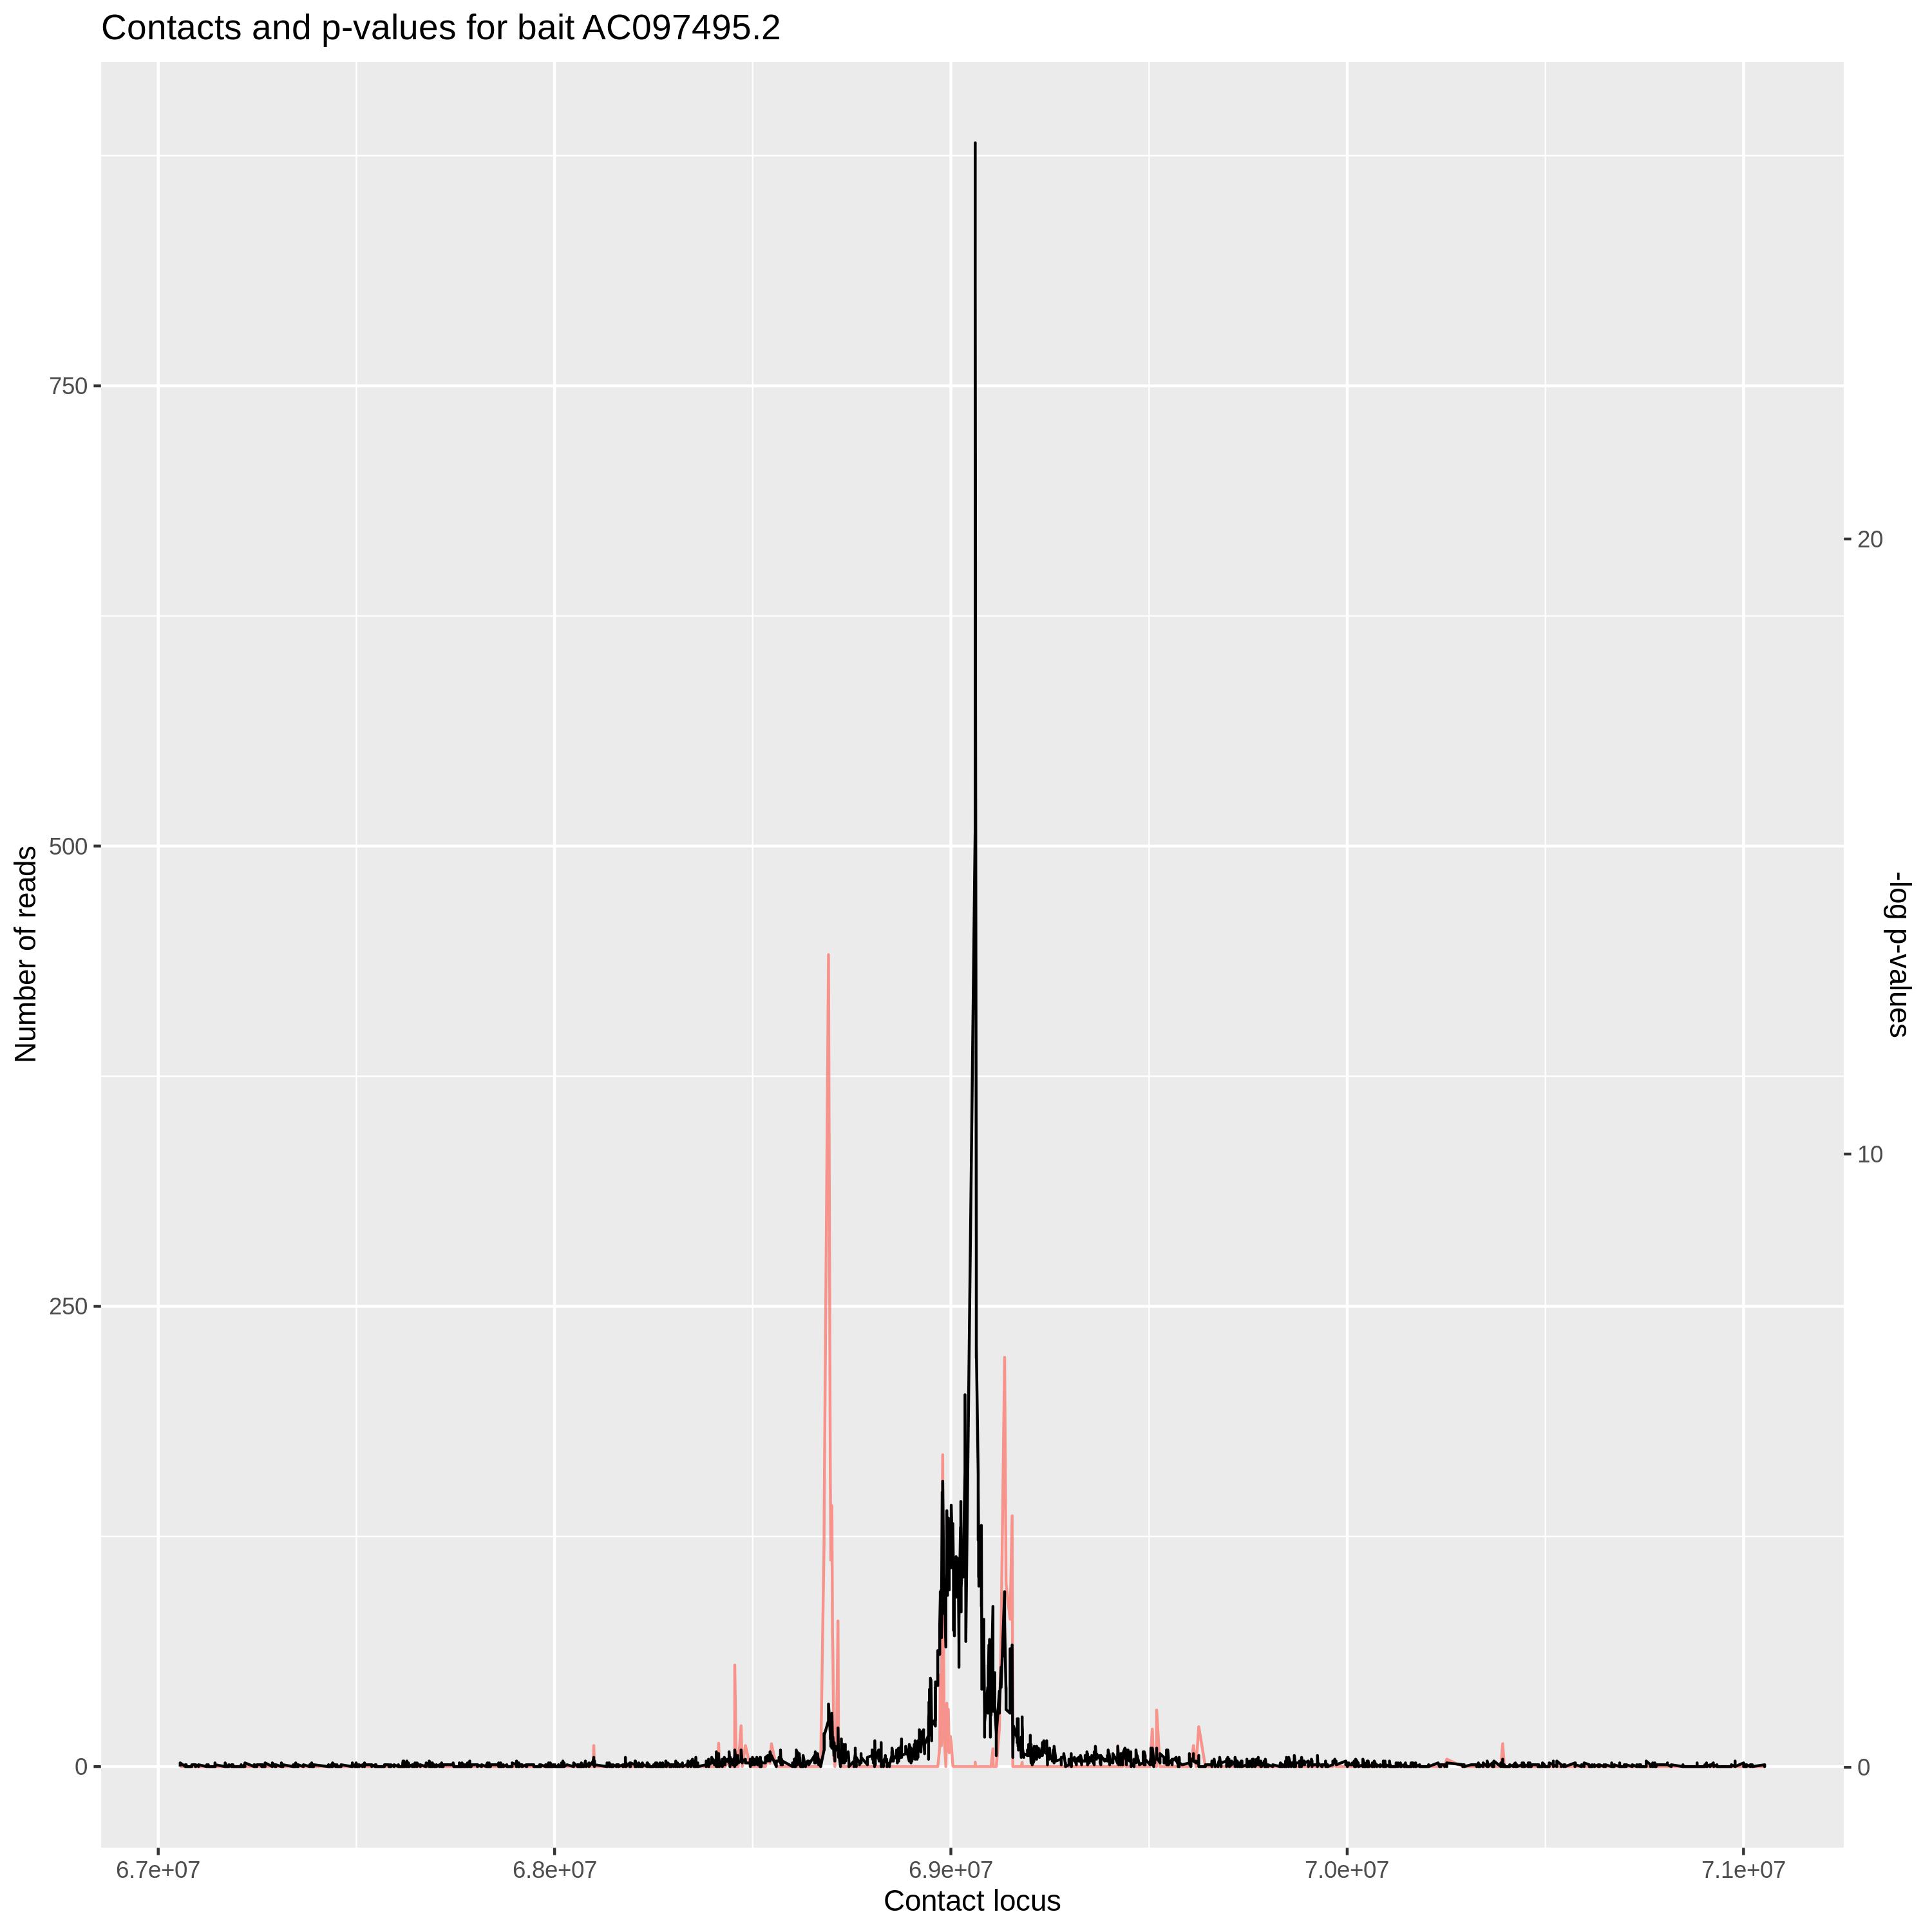 Contacts and p-values for bait AC097495.2
Number of reads
750
500
250
0
20
10
0
-log p-values
6.7e+07 6.8e+07 6.9e+07 7.0e+07 7.1e+07
Contact locus